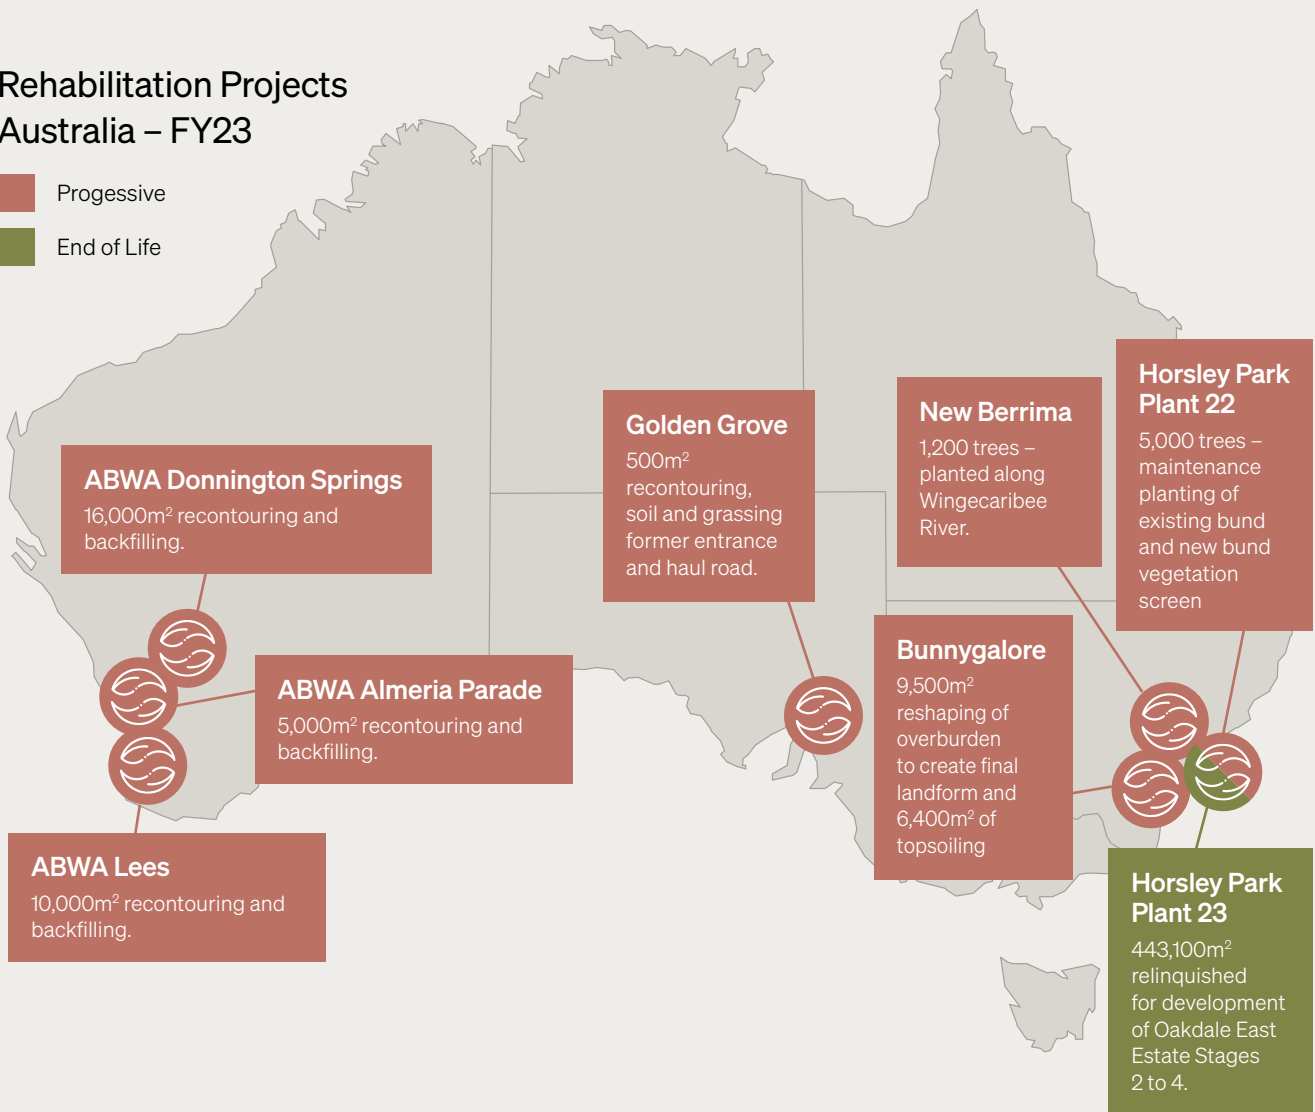 Rehabilitation Projects
Australia – FY23
Progessive
End of Life
ABWA Donnington Springs
16,000m² recontouring and
backfilling.
ABWA Almeria Parade
5,000m² recontouring and
backfilling.
ABWA Lees
10,000m² recontouring and
backfilling.
Golden Grove
500m²
recontouring,
soil and grassing
former entrance
and haul road.
New Berrima
1,200 trees –
planted along
Wingecaribee
River.
Horsley Park
Plant 22
5,000 trees –
maintenance
planting of
existing bund
and new bund
vegetation
screen
Bunnygalore
9,500m²
reshaping of
overburden
to create final
landform and
6,400m² of
topsoiling
Horsley Park
Plant 23
443,100m²
relinquished
for development
of Oakdale East
Estate Stages
2 to 4.